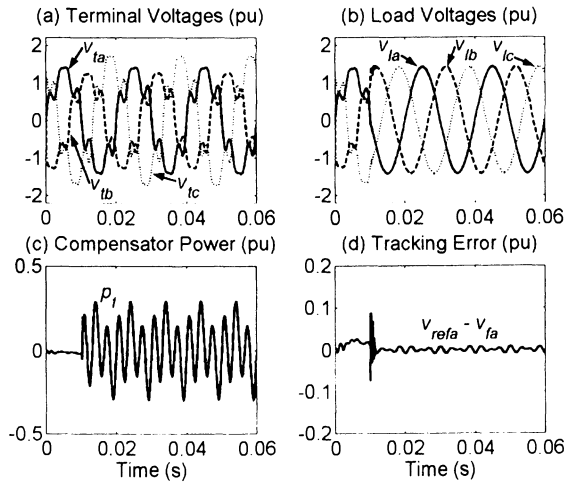 (a) Terminal Voltages (pu)
2
1
0
-1
-2
v_ta
v_tb
v_tc
0 0.02 0.04 0.06
(b) Load Voltages (pu)
2
1
0
-1
-2
v_la v_lb v_lc
0 0.02 0.04 0.06
(c) Compensator Power (pu)
0.5
0
-0.5
p_f
0 0.02 0.04 0.06
Time (s)
(d) Tracking Error (pu)
0.2
0.1
0
-0.1
-0.2
v_refa - v_fa
0 0.02 0.04 0.06
Time (s)